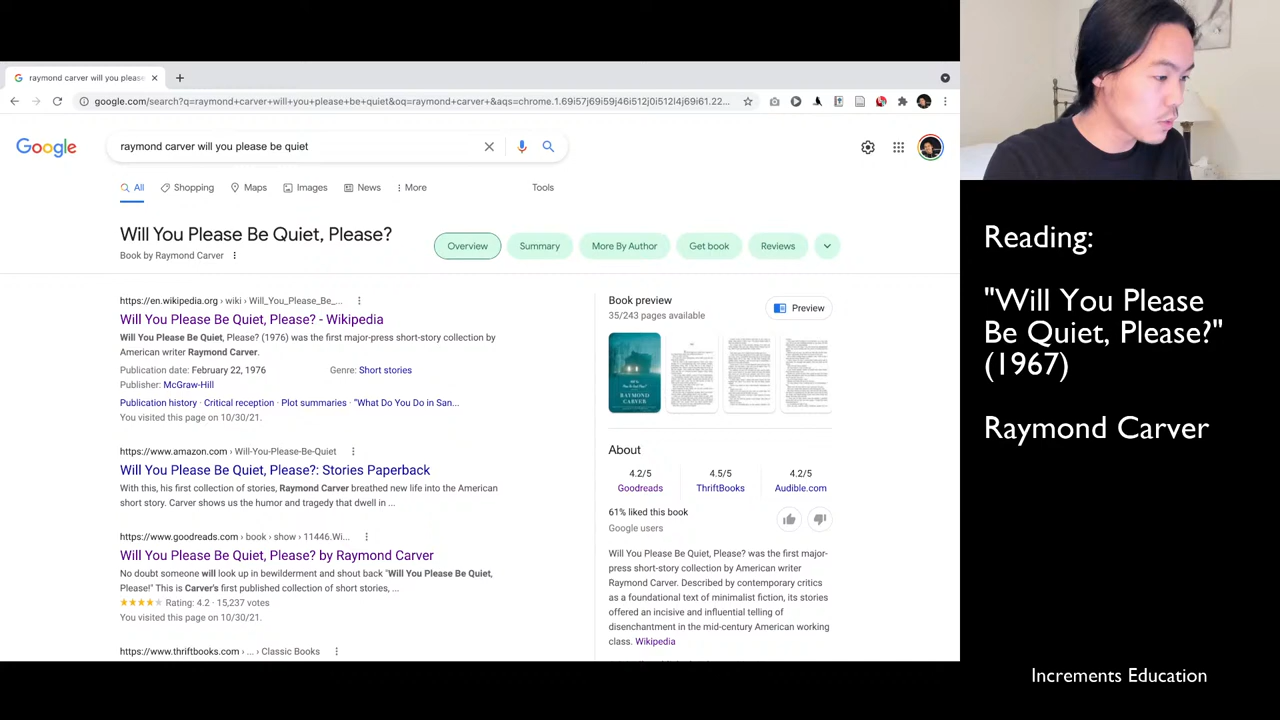 raymond carver will you please
google.com/search?q=raymond+carver+will+you+please+be+quiet&oq=raymond+carver+&aqs=chrome.1.69i57j69i59j46i512j0i512l4j69i61.22...
Google
raymond carver will you please be quiet
All
Shopping
Maps
Images
News
More
Tools
Will You Please Be Quiet, Please?
Book by Raymond Carver
Overview
Summary
More By Author
Get book
Reviews
https://en.wikipedia.org › wiki › Will_You_Please_Be_...
Will You Please Be Quiet, Please? - Wikipedia
Will You Please Be Quiet, Please? (1976) was the first major-press short-story collection by
American writer Raymond Carver.
Publication date: February 22, 1976
Genre: Short stories
Publisher: McGraw-Hill
Publication history · Critical reception · Plot summaries · "What Do You Do in San...
You visited this page on 10/30/21.
https://www.amazon.com › Will-You-Please-Be-Quiet
Will You Please Be Quiet, Please?: Stories Paperback
With this, his first collection of stories, Raymond Carver breathed new life into the American
short story. Carver shows us the humor and tragedy that dwell in ...
https://www.goodreads.com › book › show › 11446.Wi...
Will You Please Be Quiet, Please? by Raymond Carver
No doubt someone will look up in bewilderment and shout back "Will You Please Be Quiet,
Please!" This is Carver's first published collection of short stories, ...
Rating: 4.2 · 15,237 votes
You visited this page on 10/30/21.
https://www.thriftbooks.com › ... › Classic Books
Book preview
35/243 pages available
Preview
RAYMOND
CARVER
About
4.2/5
Goodreads
4.5/5
ThriftBooks
4.2/5
Audible.com
61% liked this book
Google users
Will You Please Be Quiet, Please? was the first major-
press short-story collection by American writer
Raymond Carver. Described by contemporary critics
as a foundational text of minimalist fiction, its stories
offered an incisive and influential telling of
disenchantment in the mid-century American working
class. Wikipedia
Reading:
"Will You Please
Be Quiet, Please?"
(1967)
Raymond Carver
Increments Education